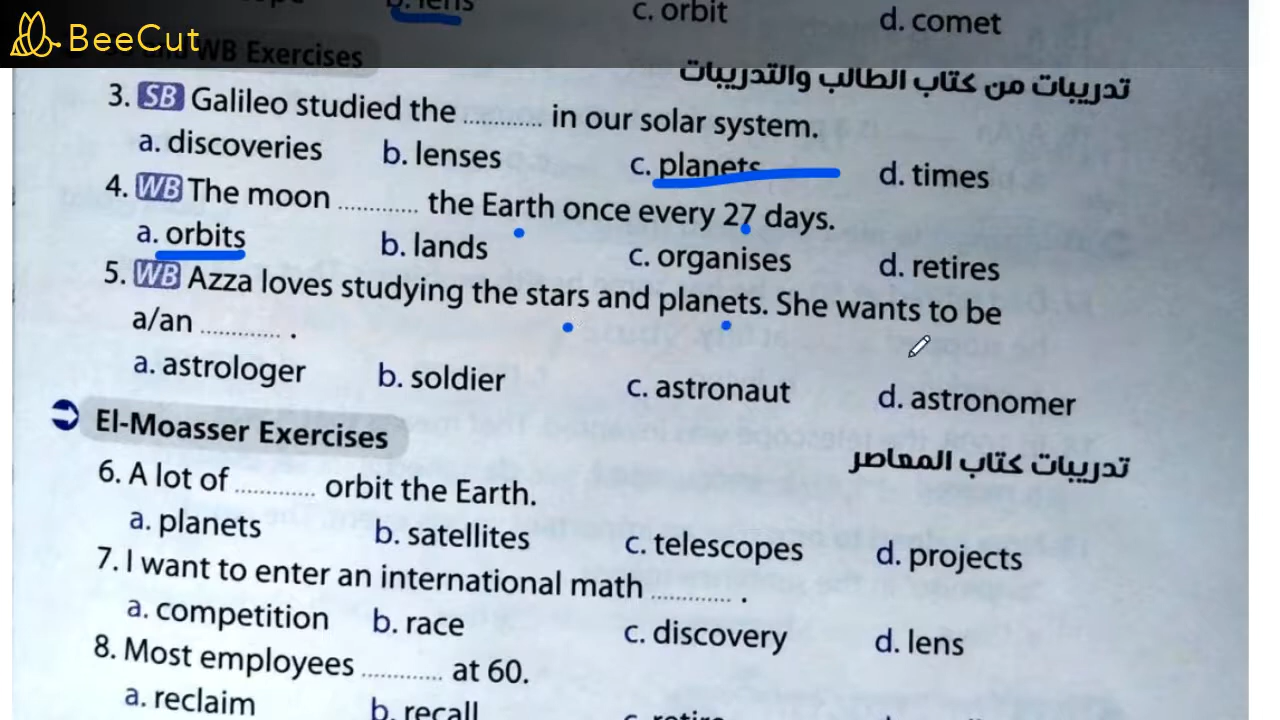 b. lens c. orbit d. comet
BeeCut
and WB Exercises تدريبات من كتاب الطالب والتدريبات
3. SB Galileo studied the ............ in our solar system.
a. discoveries b. lenses c. planets d. times
4. WB The moon ............ the Earth once every 27 days.
a. orbits b. lands c. organises d. retires
5. WB Azza loves studying the stars and planets. She wants to be
a/an ............ .
a. astrologer b. soldier c. astronaut d. astronomer
El-Moasser Exercises تدريبات كتاب المعاصر
6. A lot of ............ orbit the Earth.
a. planets b. satellites c. telescopes d. projects
7. I want to enter an international math ............ .
a. competition b. race c. discovery d. lens
8. Most employees ............ at 60.
a. reclaim b. recall c. retire